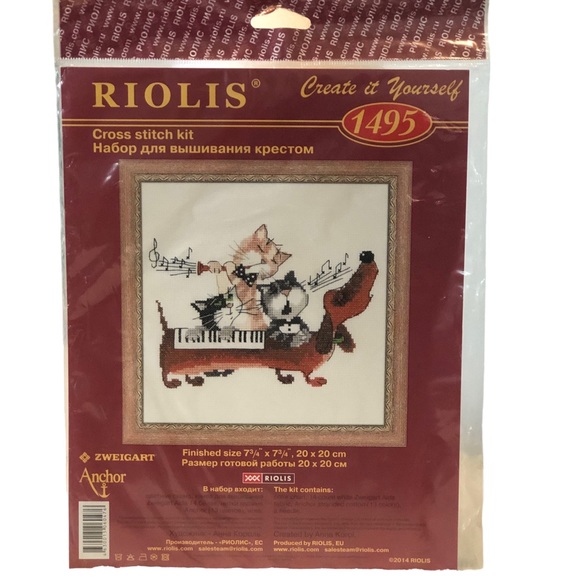 RIOLIS®
Create it Yourself
1495
Cross stitch kit
Набор для вышивания крестом
ZWEIGART
Anchor
Finished size 7³/₄" x 7³/₄", 20 x 20 cm
Размер готовой работы 20 x 20 см
RIOLIS
В набор входит:
The kit contains:
Производитель - «РИОЛИС», ЕС
Produced by RIOLIS, EU
www.riolis.com salesteam@riolis.com
www.riolis.com salesteam@riolis.com
©2014 RIOLIS